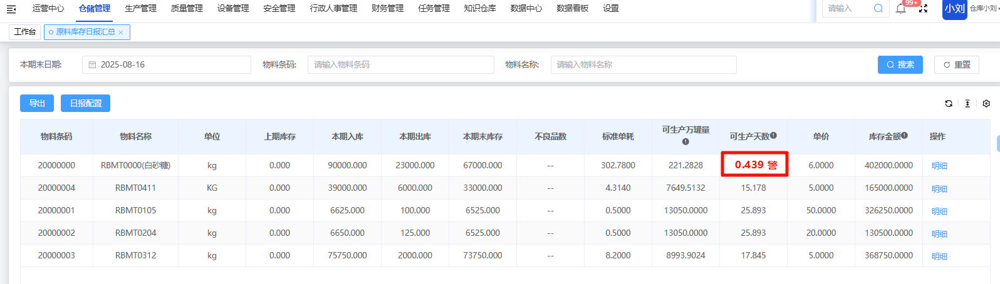 运营中心 仓储管理 生产管理 质量管理 设备管理 安全管理 行政人事管理 财务管理 任务管理 知识仓库 数据中心 数据看板 设置 请输入 99+ 小刘 仓库小刘
工作台 原料库存日报汇总 ×
本期末日期: 2025-08-16 物料条码: 请输入物料条码 物料名称: 请输入物料名称 搜索 重置
导出 日报配置
物料条码 物料名称 单位 上期库存 本期入库 本期出库 本期末库存 不良品数 标准单耗 可生产万罐量 可生产天数 单价 库存金额 操作
20000000 RBMT0000(白砂糖) kg 0.000 90000.000 23000.000 67000.000 -- 302.7800 221.2828 0.439 警 6.0000 402000.0000 明细
20000004 RBMT0411 KG 0.000 39000.000 6000.000 33000.000 -- 4.3140 7649.5132 15.178 5.0000 165000.0000 明细
20000001 RBMT0105 kg 0.000 6625.000 100.000 6525.000 -- 0.5000 13050.0000 25.893 50.0000 326250.0000 明细
20000002 RBMT0204 kg 0.000 6650.000 125.000 6525.000 -- 0.5000 13050.0000 25.893 20.0000 130500.0000 明细
20000003 RBMT0312 kg 0.000 75750.000 2000.000 73750.000 -- 8.2000 8993.9024 17.845 5.0000 368750.0000 明细